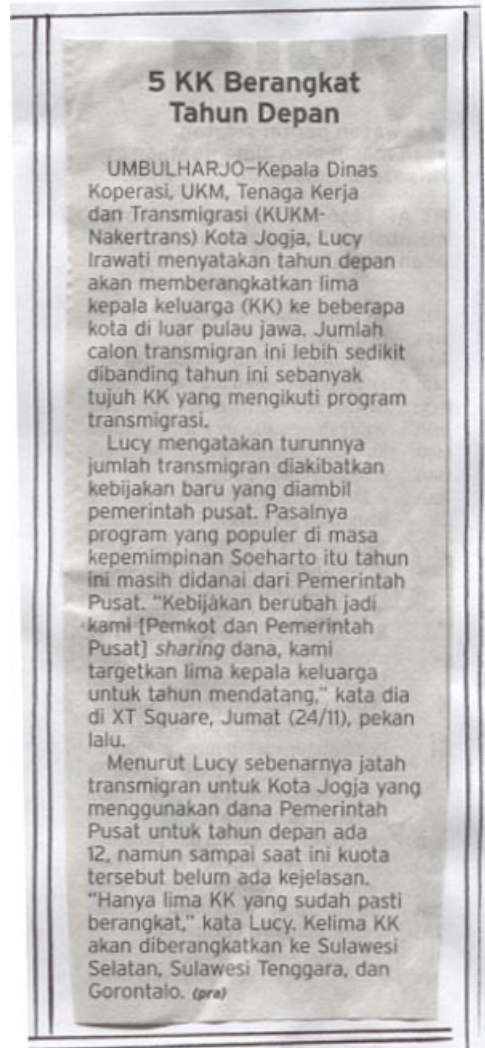 5 KK Berangkat
Tahun Depan
UMBULHARJO–Kepala Dinas
Koperasi, UKM, Tenaga Kerja
dan Transmigrasi (KUKM-
Nakertrans) Kota Jogja, Lucy
Irawati menyatakan tahun depan
akan memberangkatkan lima
kepala keluarga (KK) ke beberapa
kota di luar pulau jawa. Jumlah
calon transmigran ini lebih sedikit
dibanding tahun ini sebanyak
tujuh KK yang mengikuti program
transmigrasi.
Lucy mengatakan turunnya
jumlah transmigran diakibatkan
kebijakan baru yang diambil
pemerintah pusat. Pasalnya
program yang populer di masa
kepemimpinan Soeharto itu tahun
ini masih didanai dari Pemerintah
Pusat. "Kebijakan berubah jadi
kami [Pemkot dan Pemerintah
Pusat] sharing dana, kami
targetkan lima kepala keluarga
untuk tahun mendatang," kata dia
di XT Square, Jumat (24/11), pekan
lalu.
Menurut Lucy sebenarnya jatah
transmigran untuk Kota Jogja yang
menggunakan dana Pemerintah
Pusat untuk tahun depan ada
12, namun sampai saat ini kuota
tersebut belum ada kejelasan.
"Hanya lima KK yang sudah pasti
berangkat," kata Lucy. Kelima KK
akan diberangkatkan ke Sulawesi
Selatan, Sulawesi Tenggara, dan
Gorontalo. (pra)